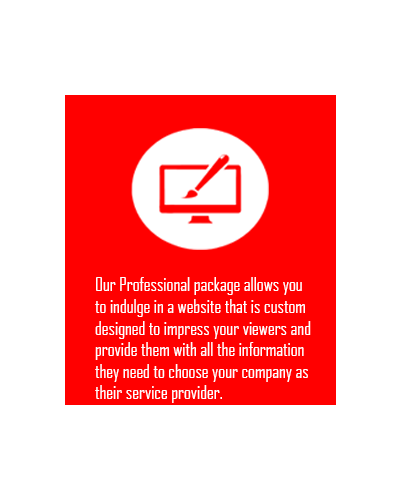 Our Professional package allows you
to indulge in a website that is custom
designed to impress your viewers and
provide them with all the information
they need to choose your company as
their service provider.